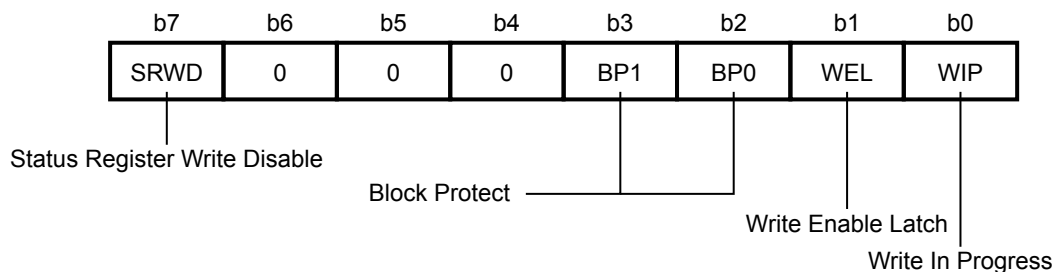 b7 b6 b5 b4 b3 b2 b1 b0
SRWD 0 0 0 BP1 BP0 WEL WIP
Status Register Write Disable
Block Protect
Write Enable Latch
Write In Progress